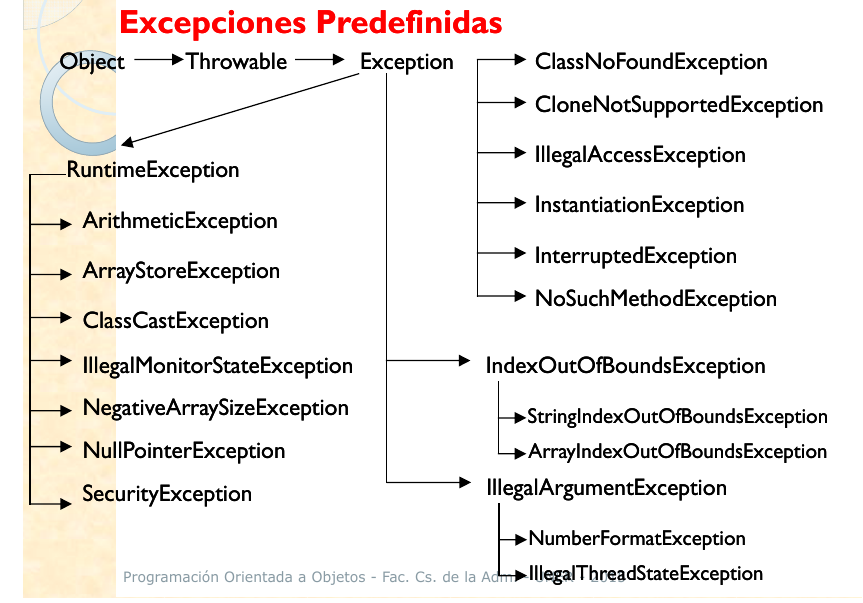 Excepciones Predefinidas
Object Throwable Exception
RuntimeException
ArithmeticException
ArrayStoreException
ClassCastException
IllegalMonitorStateException
NegativeArraySizeException
NullPointerException
SecurityException
ClassNoFoundException
CloneNotSupportedException
IllegalAccessException
InstantiationException
InterruptedException
NoSuchMethodException
IndexOutOfBoundsException
StringIndexOutOfBoundsException
ArrayIndexOutOfBoundsException
IllegalArgumentException
NumberFormatException
IllegalThreadStateException
Programación Orientada a Objetos - Fac. Cs. de la Adm.